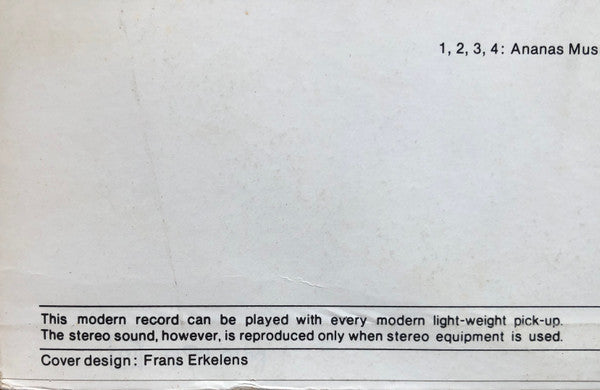 1, 2, 3, 4: Ananas Mus
This modern record can be played with every modern light-weight pick-up.
The stereo sound, however, is reproduced only when stereo equipment is used.
Cover design: Frans Erkelens